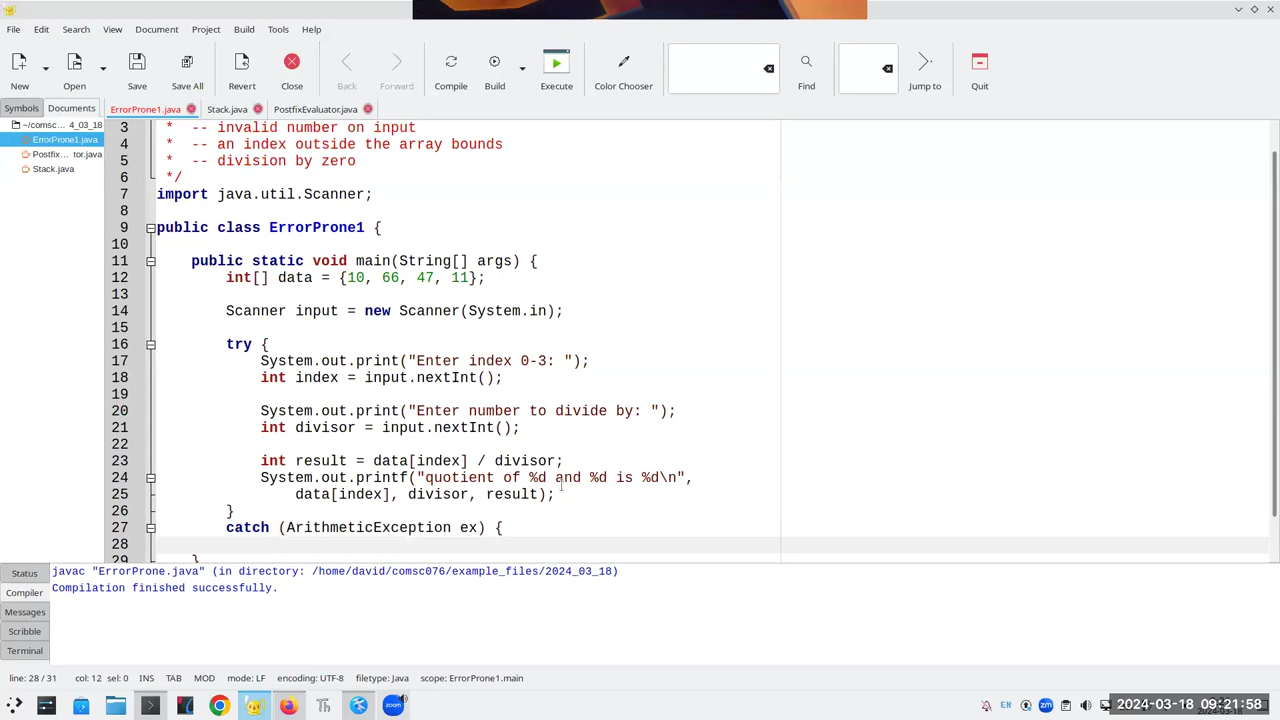 File Edit Search View Document Project Build Tools Help
New Open Save Save All Revert Close Back Forward Compile Build Execute Color Chooser Find Jump to Quit
Symbols Documents ErrorProne1.java Stack.java PostfixEvaluator.java
~/comsc... 4_03_18
ErrorProne1.java
Postfix... tor.java
Stack.java
3 * -- invalid number on input
4 * -- an index outside the array bounds
5 * -- division by zero
6 */
7 import java.util.Scanner;
8
9 public class ErrorProne1 {
10
11 public static void main(String[] args) {
12 int[] data = {10, 66, 47, 11};
13
14 Scanner input = new Scanner(System.in);
15
16 try {
17 System.out.print("Enter index 0-3: ");
18 int index = input.nextInt();
19
20 System.out.print("Enter number to divide by: ");
21 int divisor = input.nextInt();
22
23 int result = data[index] / divisor;
24 System.out.printf("quotient of %d and %d is %d\n",
25 data[index], divisor, result);
26 }
27 catch (ArithmeticException ex) {
28
29 }
Status
Compiler
Messages
Scribble
Terminal
javac "ErrorProne.java" (in directory: /home/david/comsc076/example_files/2024_03_18)
Compilation finished successfully.
line: 28 / 31 col: 12 sel: 0 INS TAB MOD mode: LF encoding: UTF-8 filetype: Java scope: ErrorProne1.main
Th zoom EN zm 2024-03-18 09:21:58